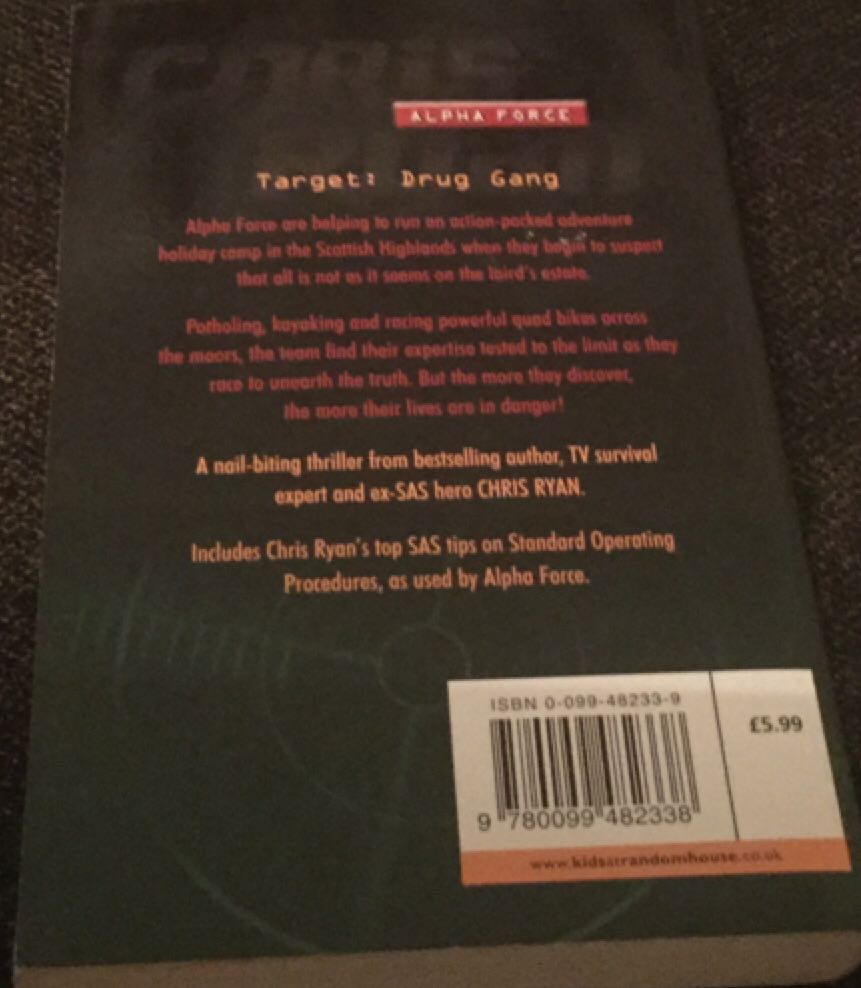 CHRIS
ALPHA FORCE
Target: Drug Gang
Alpha Force are helping to run an action-packed adventure
holiday camp in the Scottish Highlands when they begin to suspect
that all is not as it seems on the laird's estate.
Potholing, kayaking and racing powerful quad bikes across
the moors, the team find their expertise tested to the limit as they
race to unearth the truth. But the more they discover,
the more their lives are in danger!
A nail-biting thriller from bestselling author, TV survival
expert and ex-SAS hero CHRIS RYAN.
Includes Chris Ryan's top SAS tips on Standard Operating
Procedures, as used by Alpha Force.
ISBN 0-099-48233-9
£5.99
9 780099 482338
www.kidsatrandomhouse.co.uk